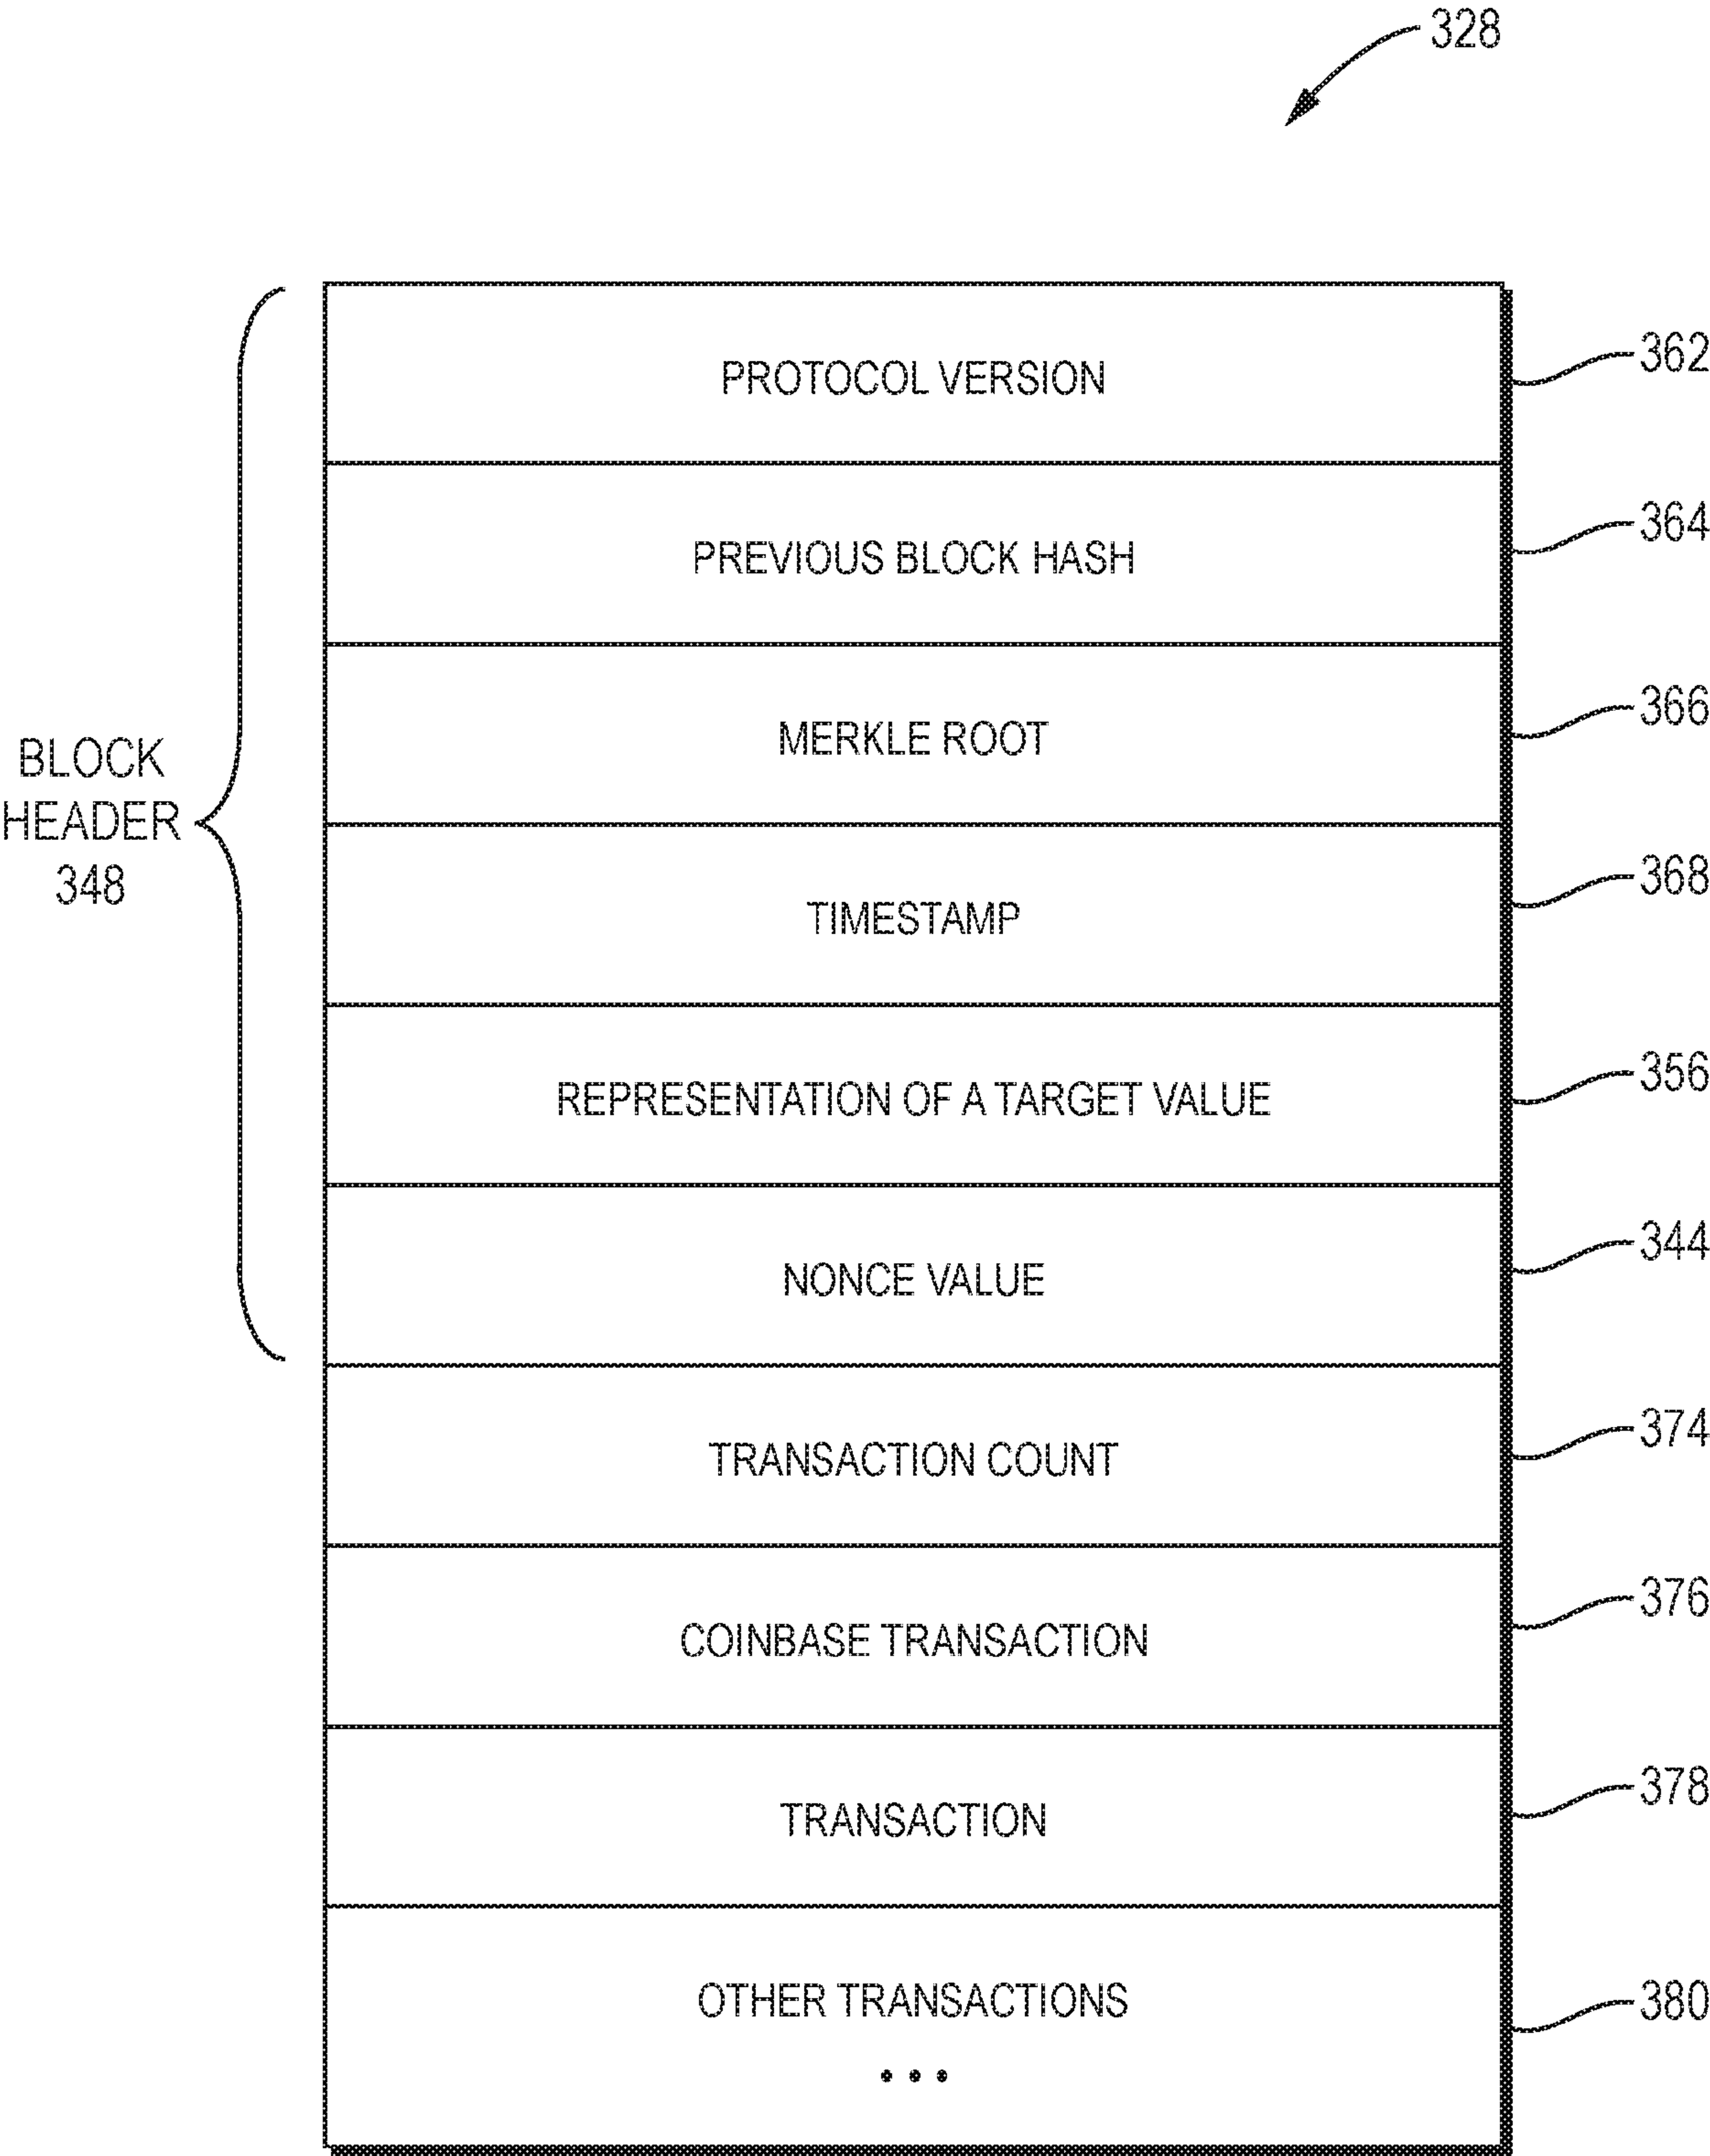 328
PROTOCOL VERSION
362
PREVIOUS BLOCK HASH
364
MERKLE ROOT
366
BLOCK
HEADER
348
TIMESTAMP
368
REPRESENTATION OF A TARGET VALUE
356
NONCE VALUE
344
TRANSACTION COUNT
374
COINBASE TRANSACTION
376
TRANSACTION
378
OTHER TRANSACTIONS
380
...